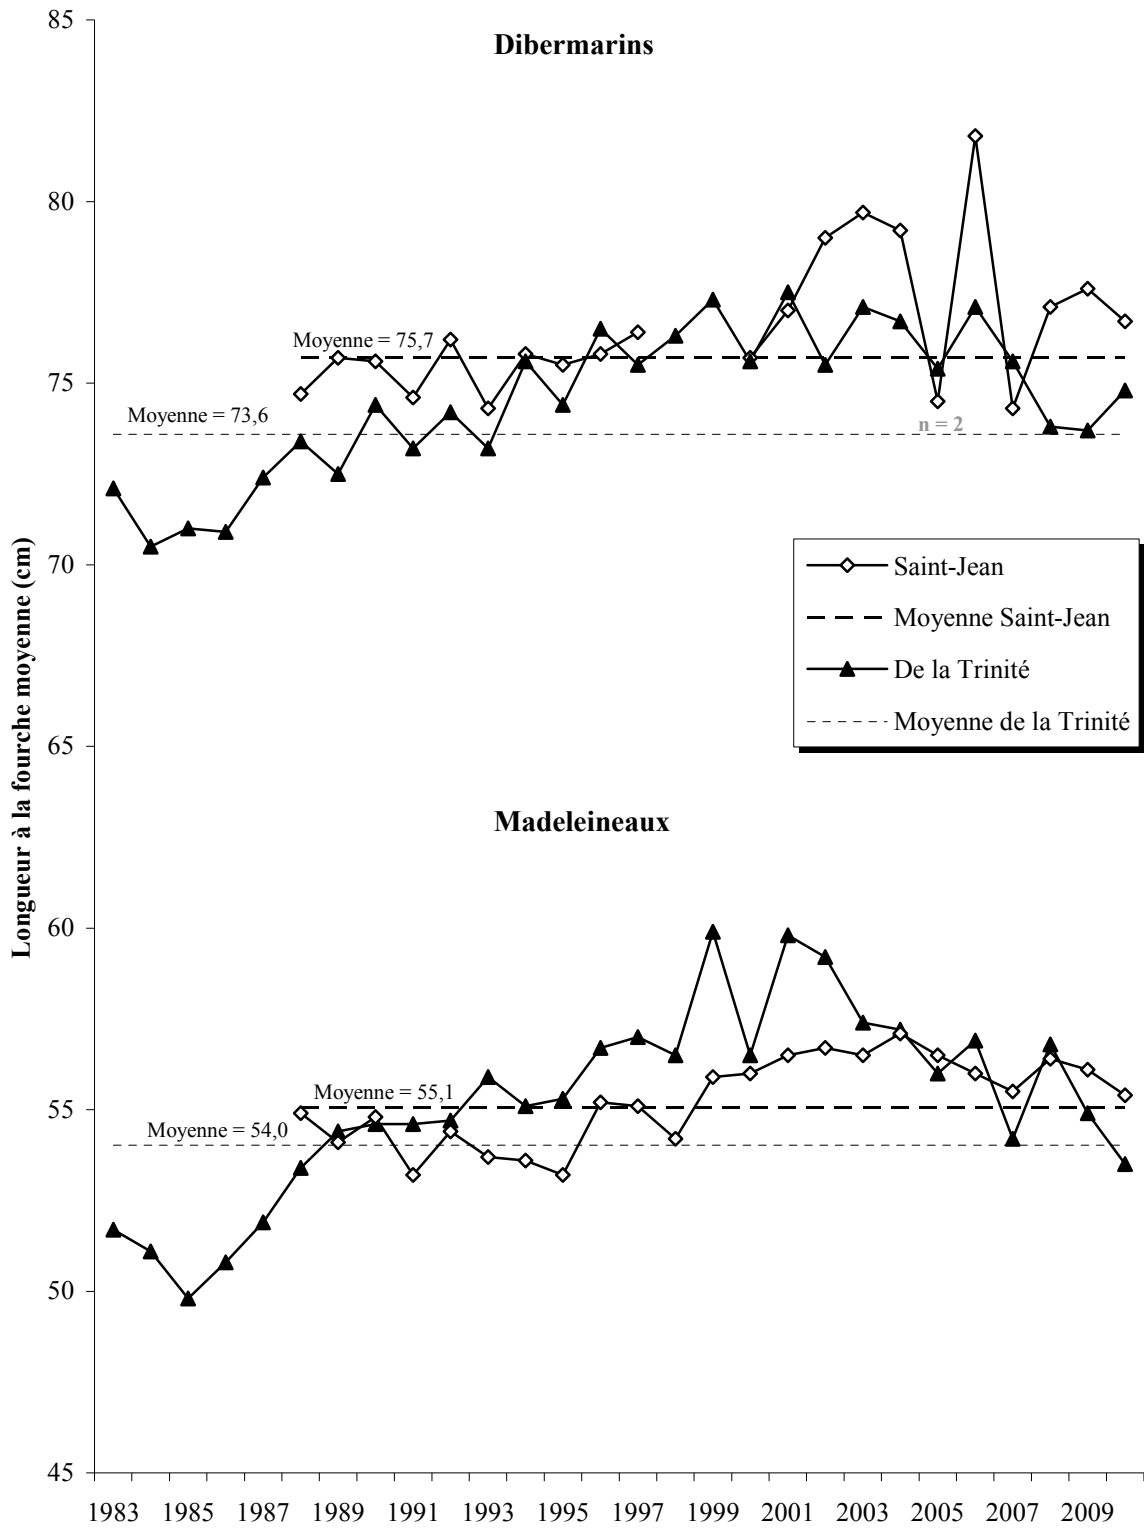 Dibermarins
85
80
75
70
65
60
55
50
45
Longueur à la fourche moyenne (cm)
Moyenne = 75,7
Moyenne = 73,6
n = 2
Saint-Jean
Moyenne Saint-Jean
De la Trinité
Moyenne de la Trinité
Madeleineaux
Moyenne = 55,1
Moyenne = 54,0
1983 1985 1987 1989 1991 1993 1995 1997 1999 2001 2003 2005 2007 2009